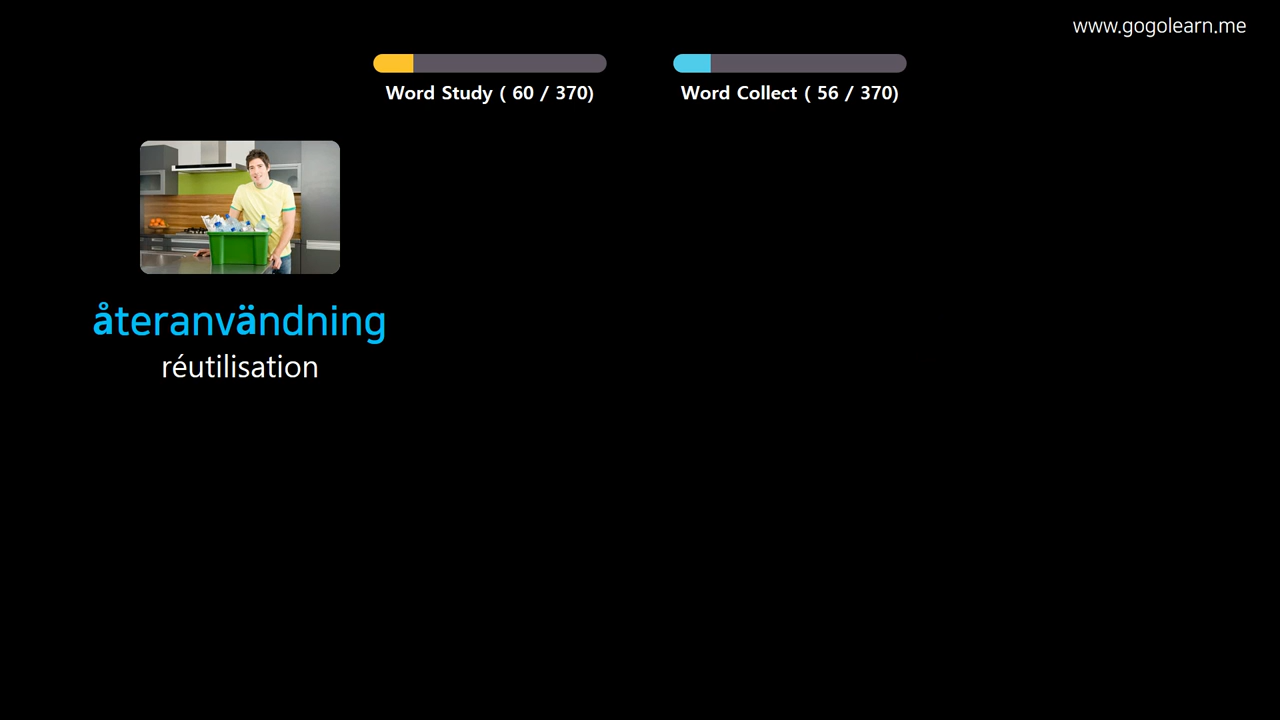 www.gogolearn.me
Word Study ( 60 / 370)
Word Collect ( 56 / 370)
återanvändning
réutilisation